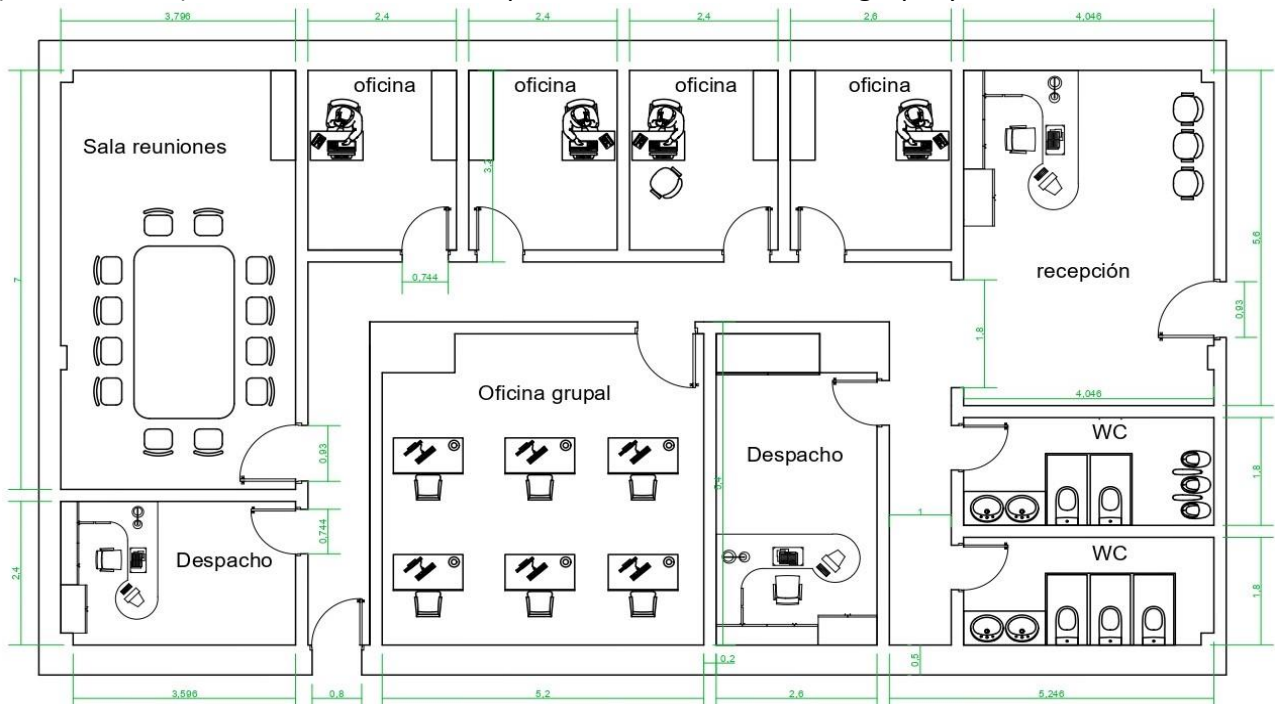 3,796
2,4
2,4
2,4
2,6
4,046
oficina
oficina
oficina
oficina
Sala reuniones
3,2
recepción
7
5,6
0,744
0,93
1,8
4,046
Oficina grupal
WC
0,93
Despacho
5,4
1,8
1
0,744
Despacho
WC
2,4
1,8
0,2
0,5
3,596
0,8
5,2
2,6
5,246